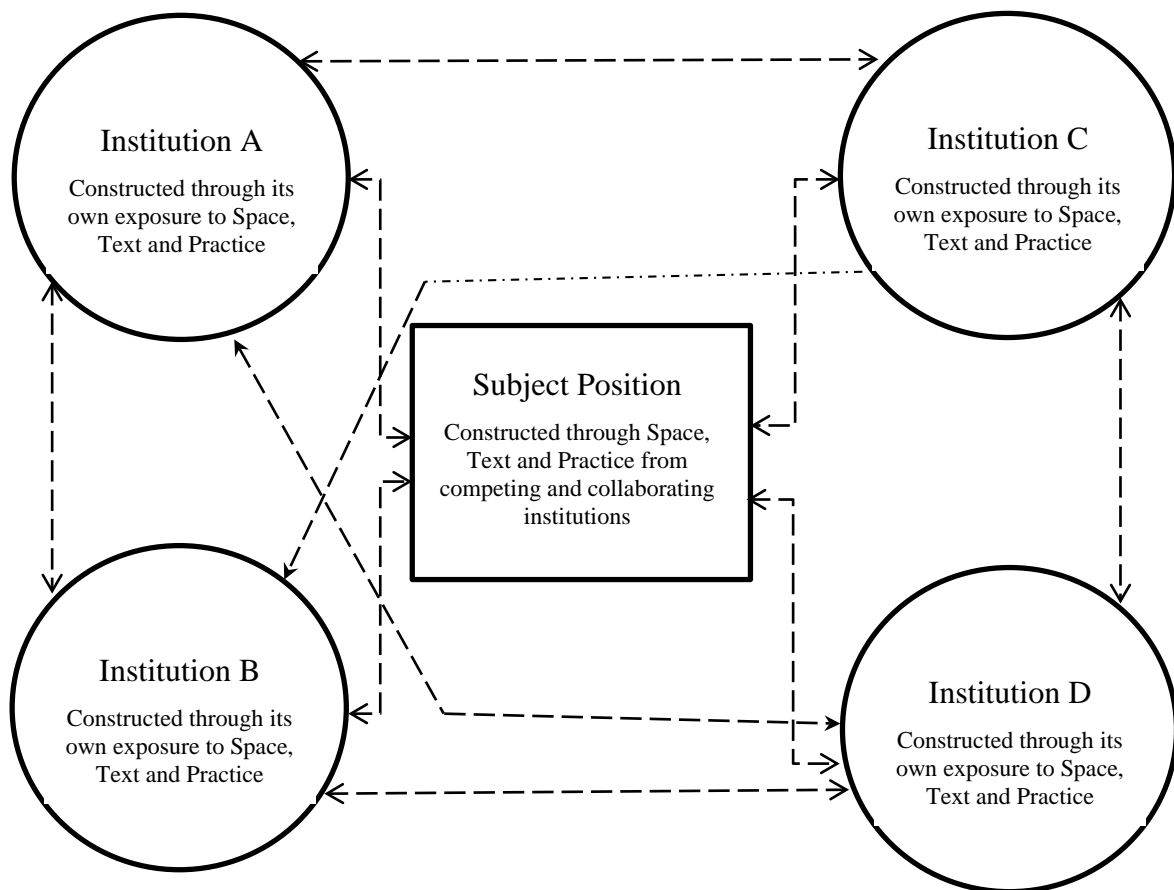 Institution A
Constructed through its
own exposure to Space,
Text and Practice
Institution C
Constructed through its
own exposure to Space,
Text and Practice
Subject Position
Constructed through Space,
Text and Practice from
competing and collaborating
institutions
Institution B
Constructed through its
own exposure to Space,
Text and Practice
Institution D
Constructed through its
own exposure to Space,
Text and Practice